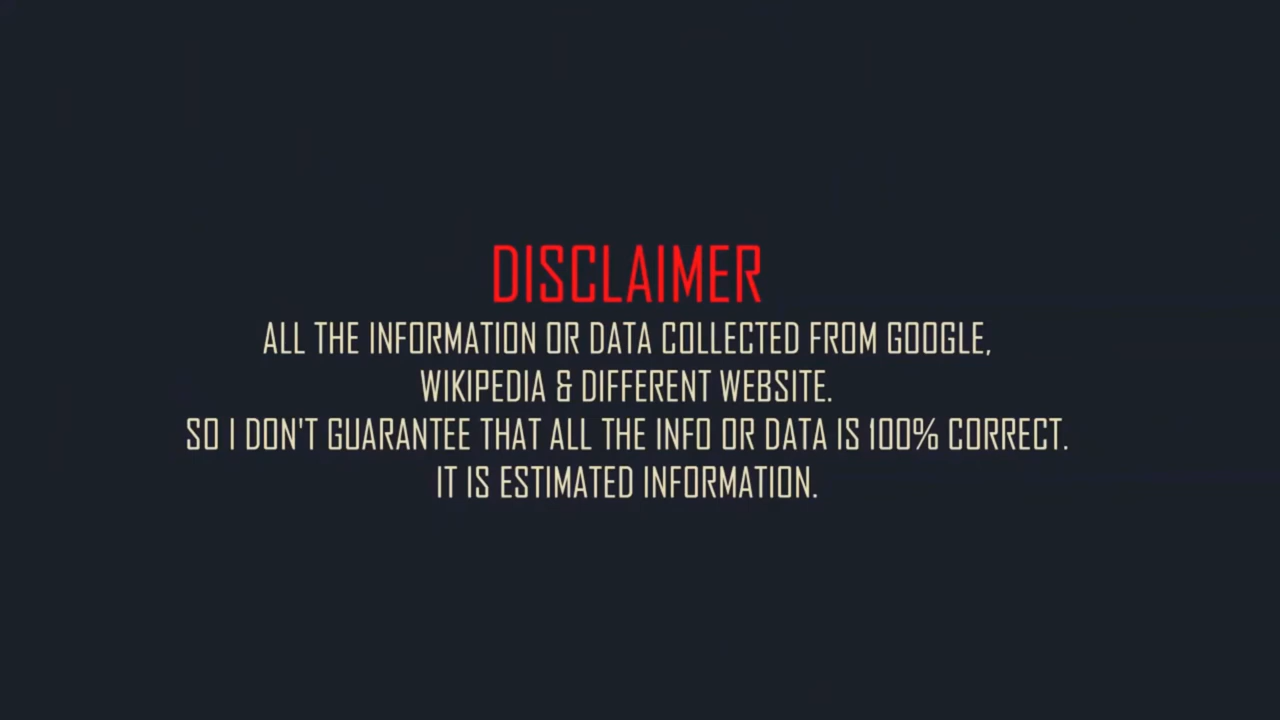 DISCLAIMER
ALL THE INFORMATION OR DATA COLLECTED FROM GOOGLE,
WIKIPEDIA & DIFFERENT WEBSITE.
SO I DON'T GUARANTEE THAT ALL THE INFO OR DATA IS 100% CORRECT.
IT IS ESTIMATED INFORMATION.